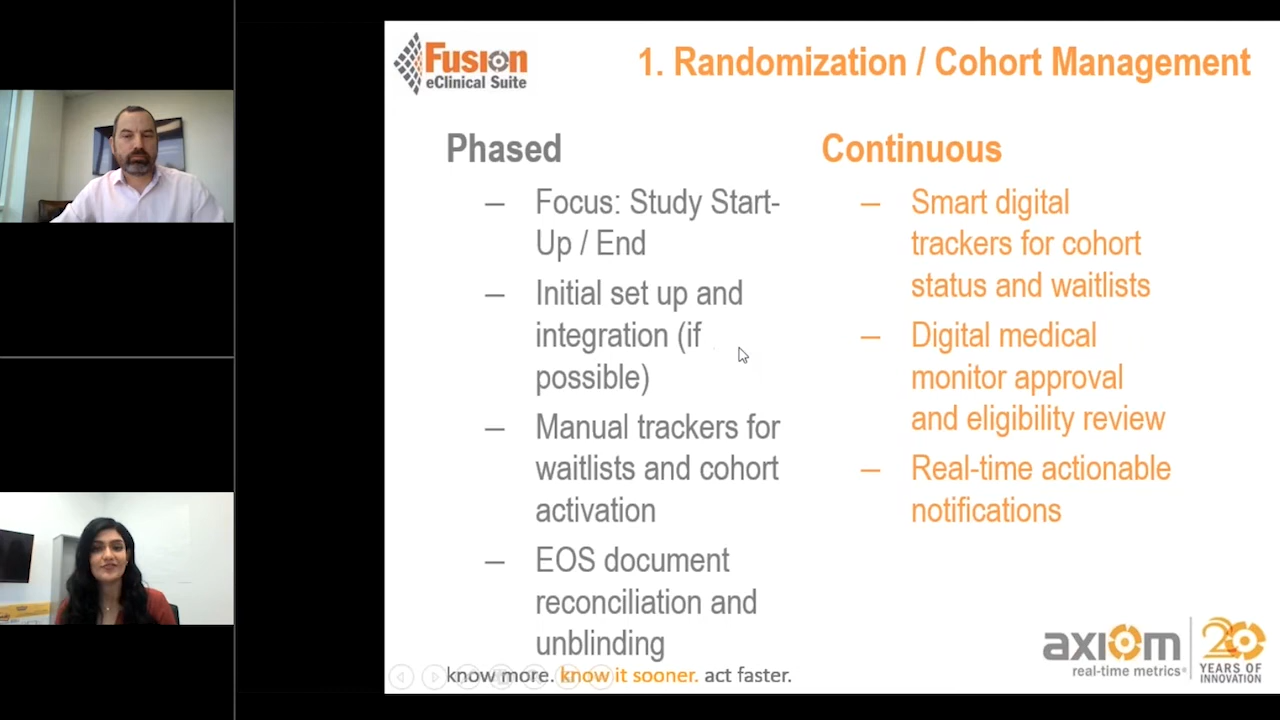 Fusion
eClinical Suite
1. Randomization / Cohort Management
Phased
— Focus: Study Start-
Up / End
— Initial set up and
integration (if
possible)
— Manual trackers for
waitlists and cohort
activation
— EOS document
reconciliation and
unblinding
Continuous
— Smart digital
trackers for cohort
status and waitlists
— Digital medical
monitor approval
and eligibility review
— Real-time actionable
notifications
know more. know it sooner. act faster.
axiom
real-time metrics®
20
YEARS OF
INNOVATION